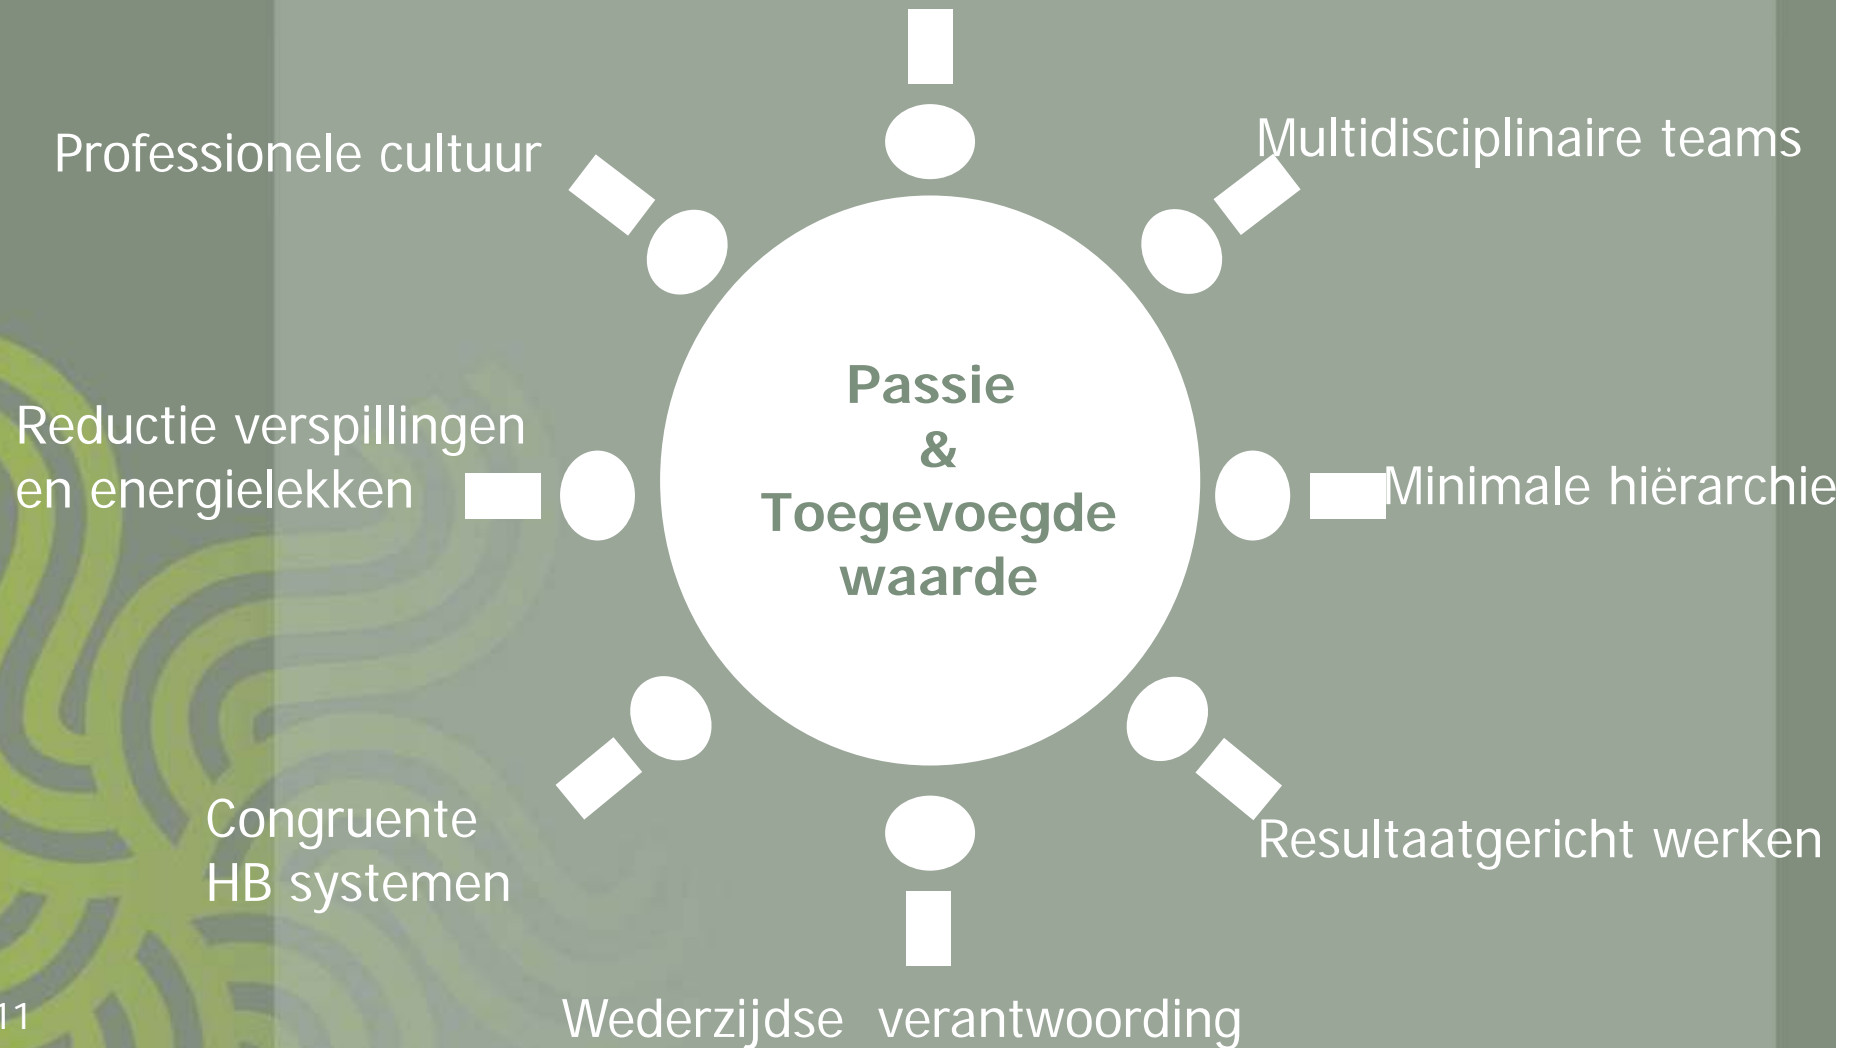 Professionele cultuur
Multidisciplinaire teams
Passie
&
Toegevoegde
waarde
Reductie verspillingen
en energielekken
Minimale hiërarchie
Congruente
HB systemen
Resultaatgericht werken
Wederzijdse verantwoording
11